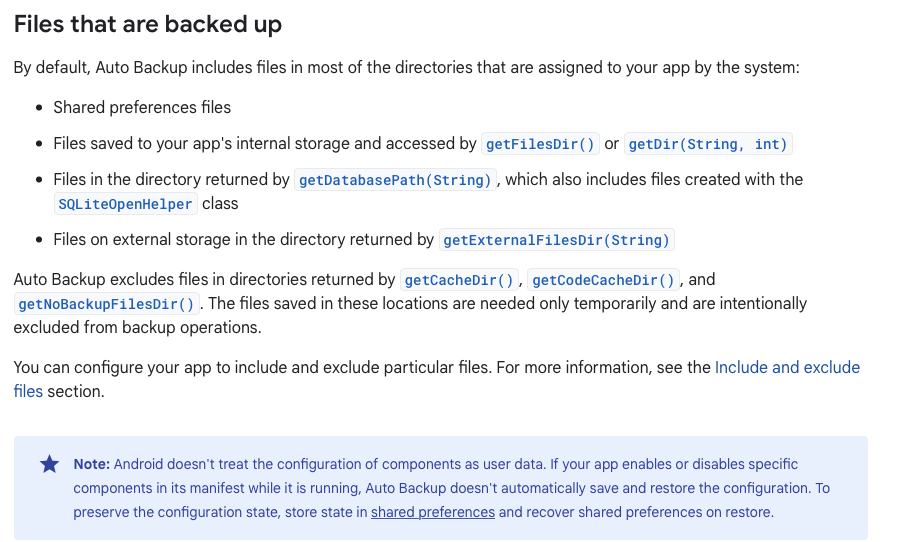 Files that are backed up
By default, Auto Backup includes files in most of the directories that are assigned to your app by the system:
• Shared preferences files
• Files saved to your app's internal storage and accessed by getFilesDir() or getDir(String, int)
• Files in the directory returned by getDatabasePath(String), which also includes files created with the
SQLiteOpenHelper class
• Files on external storage in the directory returned by getExternalFilesDir(String)
Auto Backup excludes files in directories returned by getCacheDir(), getCodeCacheDir(), and
getNoBackupFilesDir(). The files saved in these locations are needed only temporarily and are intentionally
excluded from backup operations.
You can configure your app to include and exclude particular files. For more information, see the Include and exclude
files section.
Note: Android doesn't treat the configuration of components as user data. If your app enables or disables specific
components in its manifest while it is running, Auto Backup doesn't automatically save and restore the configuration. To
preserve the configuration state, store state in shared preferences and recover shared preferences on restore.